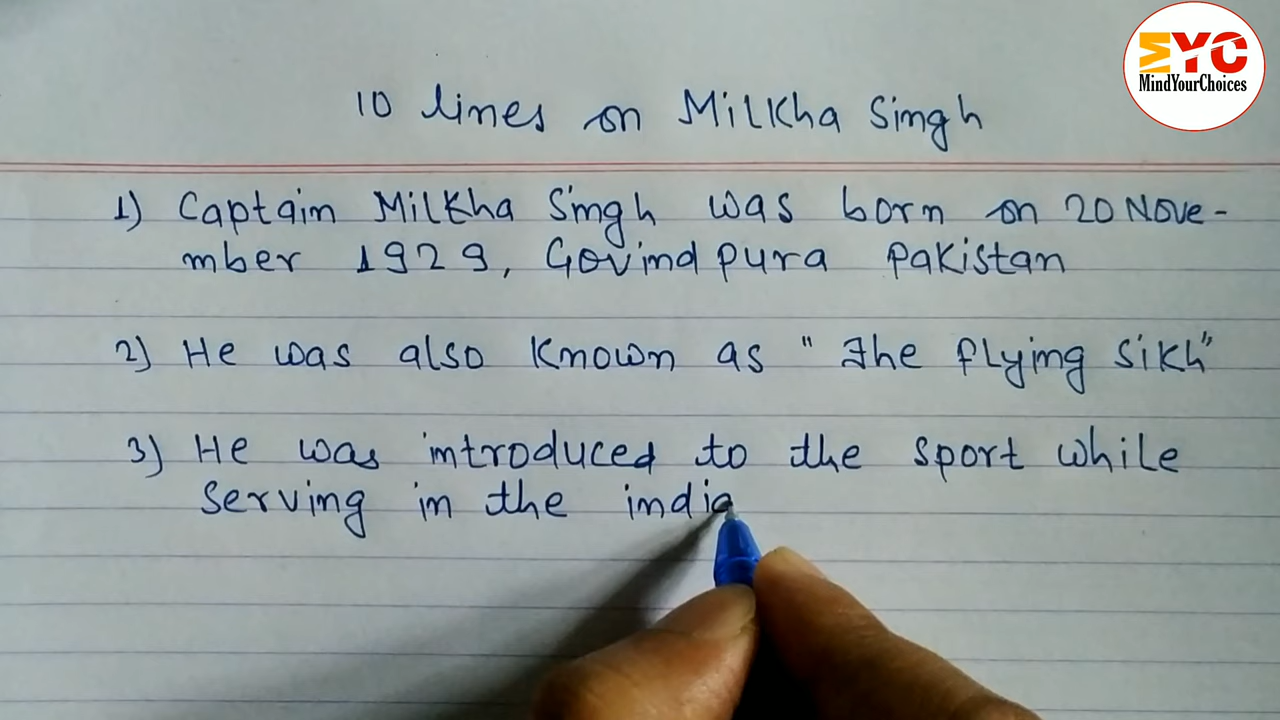 MYC
MindYourChoices
10 lines on Milkha Singh
1) Captain Milkha Singh was born on 20 Nove-
mber 1929, Govindpura Pakistan
2) He was also known as "The flying Sikh"
3) He was introduced to the sport while
serving in the india